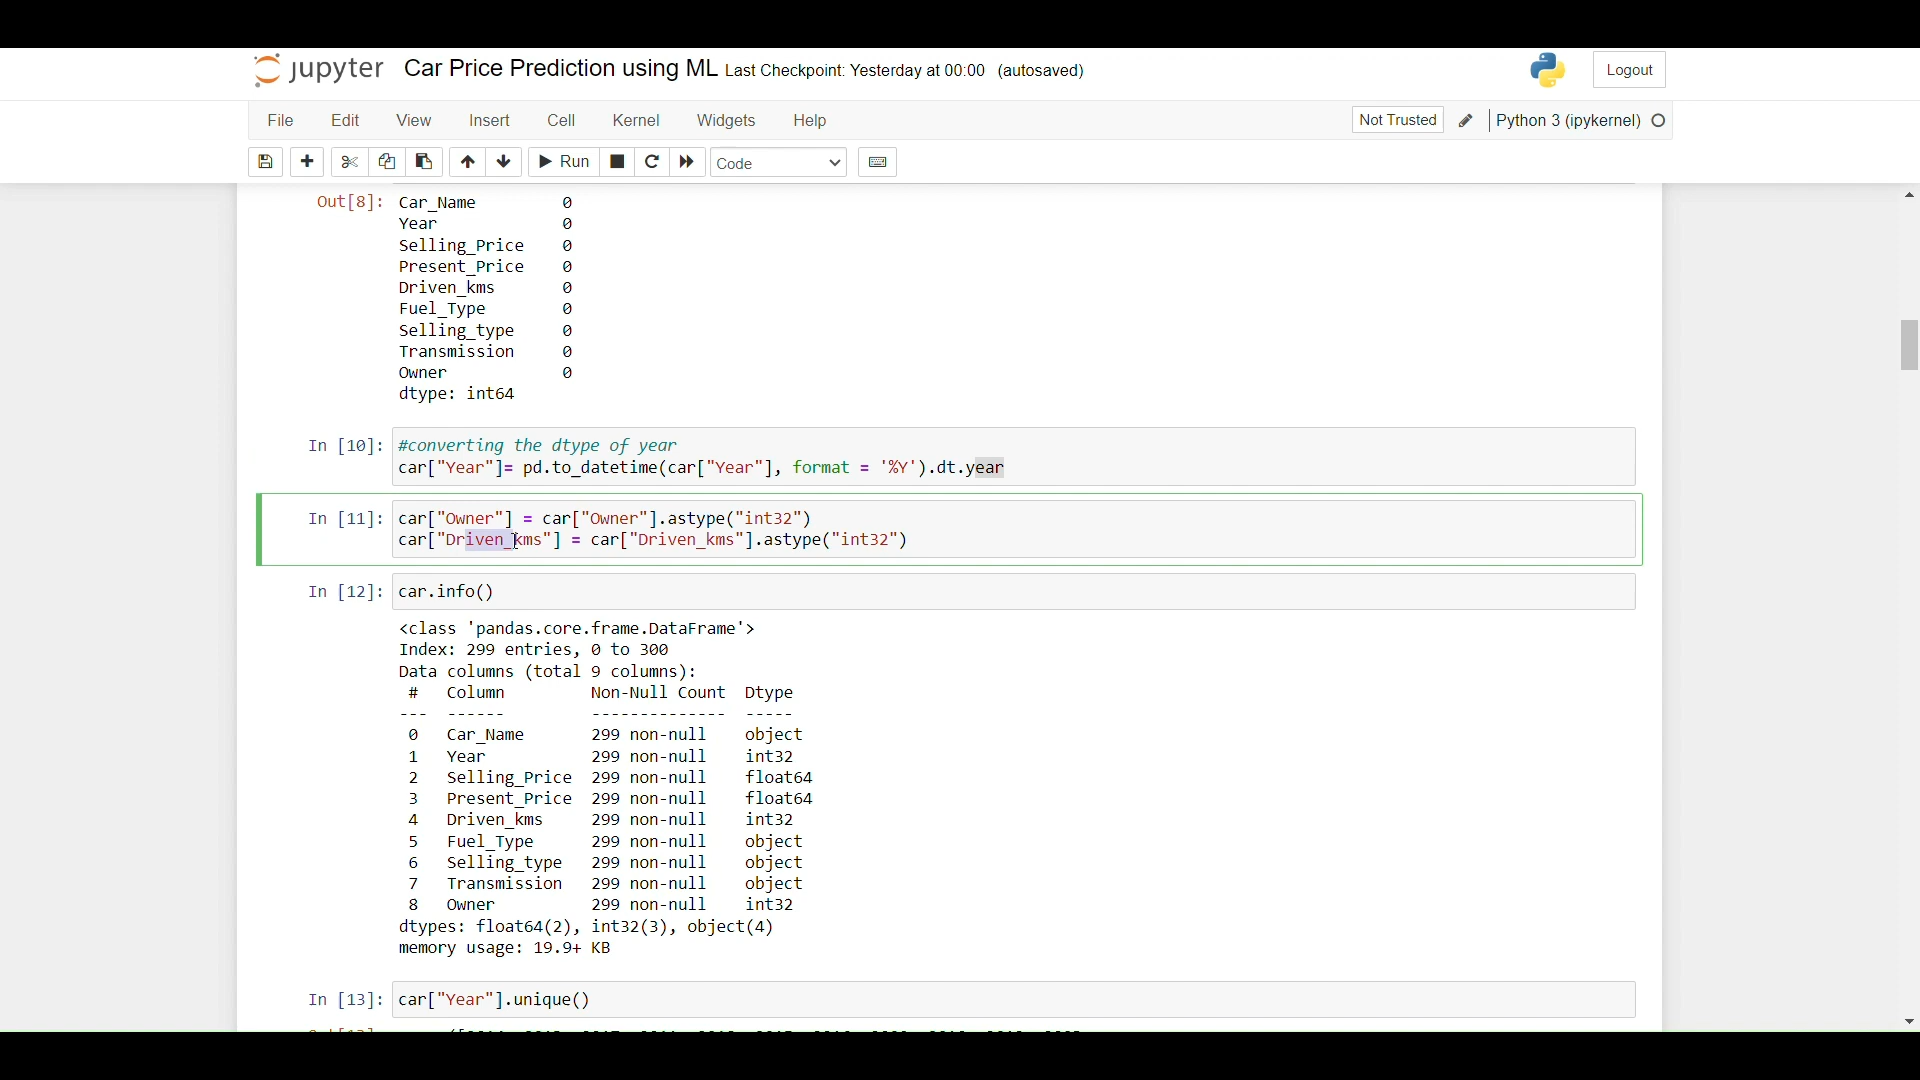 jupyter Car Price Prediction using ML Last Checkpoint: Yesterday at 00:00 (autosaved) Logout
File Edit View Insert Cell Kernel Widgets Help Not Trusted Python 3 (ipykernel)
Run Code
Out[8]: Car_Name 0
Year 0
Selling_Price 0
Present_Price 0
Driven_kms 0
Fuel_Type 0
Selling_type 0
Transmission 0
Owner 0
dtype: int64
In [10]: #converting the dtype of year
car["Year"]= pd.to_datetime(car["Year"], format = '%Y').dt.year
In [11]: car["Owner"] = car["Owner"].astype("int32")
car["Driven_kms"] = car["Driven_kms"].astype("int32")
In [12]: car.info()
<class 'pandas.core.frame.DataFrame'>
Index: 299 entries, 0 to 300
Data columns (total 9 columns):
# Column Non-Null Count Dtype
--- ------ -------------- -----
0 Car_Name 299 non-null object
1 Year 299 non-null int32
2 Selling_Price 299 non-null float64
3 Present_Price 299 non-null float64
4 Driven_kms 299 non-null int32
5 Fuel_Type 299 non-null object
6 Selling_type 299 non-null object
7 Transmission 299 non-null object
8 Owner 299 non-null int32
dtypes: float64(2), int32(3), object(4)
memory usage: 19.9+ KB
In [13]: car["Year"].unique()